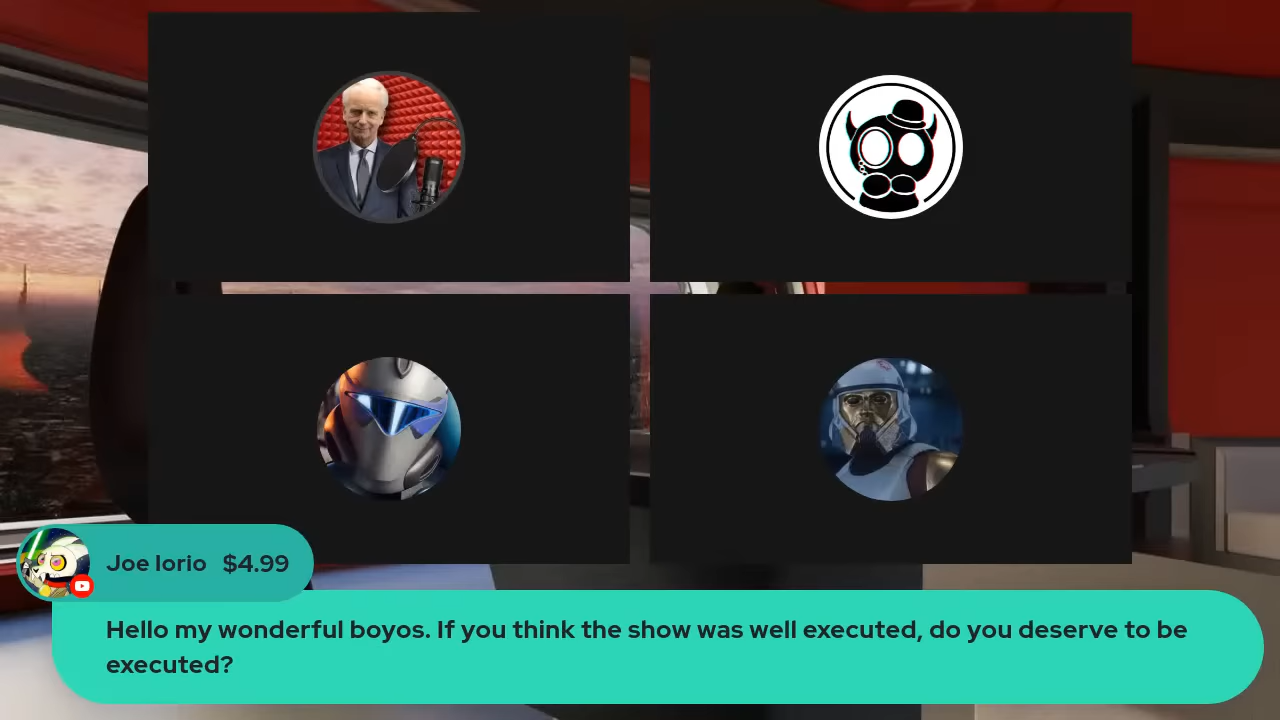 Joe Iorio $4.99
Hello my wonderful boyos. If you think the show was well executed, do you deserve to be
executed?